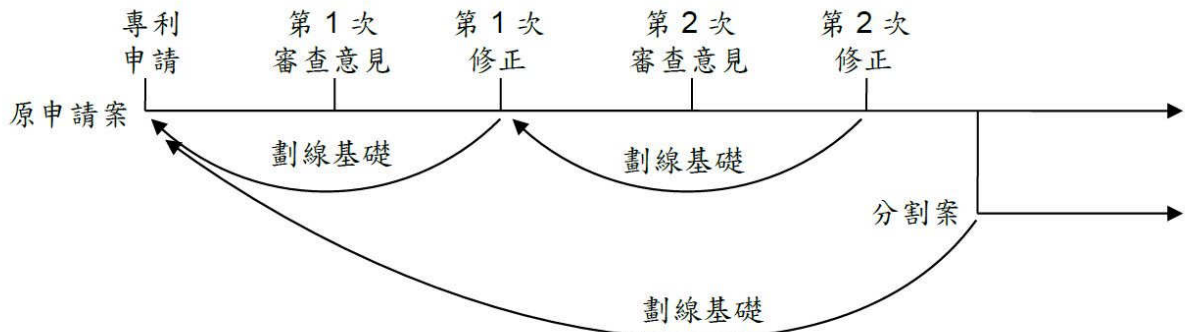 專利 第 1 次 第 1 次 第 2 次 第 2 次
申請 審查意見 修正 審查意見 修正
原申請案
劃線基礎 劃線基礎
分割案
劃線基礎